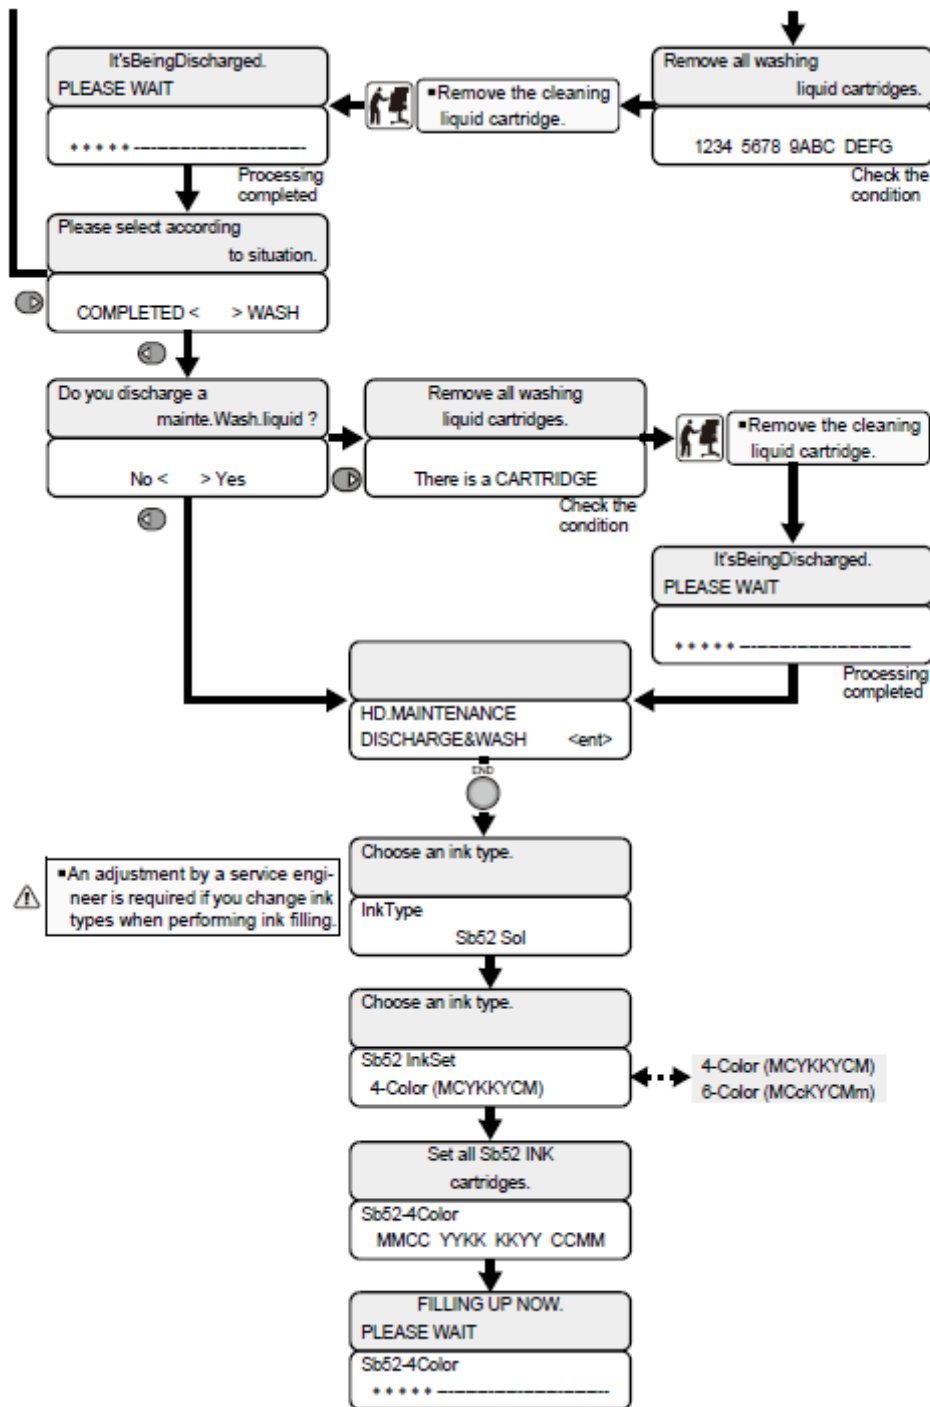 Remove all washing
liquid cartridges.
1234 5678 9ABC DEFG
Check the
condition
▪Remove the cleaning
liquid cartridge.
It'sBeingDischarged.
PLEASE WAIT
*****-----------------------------------
Processing
completed
Please select according
to situation.
COMPLETED < > WASH
Do you discharge a
mainte.Wash.liquid ?
No < > Yes
Remove all washing
liquid cartridges.
There is a CARTRIDGE
Check the
condition
▪Remove the cleaning
liquid cartridge.
It'sBeingDischarged.
PLEASE WAIT
*****-----------------------------------
Processing
completed
HD.MAINTENANCE
DISCHARGE&WASH <ent>
END
▪An adjustment by a service engi-
neer is required if you change ink
types when performing ink filling.
Choose an ink type.
InkType
Sb52 Sol
Choose an ink type.
Sb52 InkSet
4-Color (MCYKKYCM)
4-Color (MCYKKYCM)
6-Color (MCcKYCMm)
Set all Sb52 INK
cartridges.
Sb52-4Color
MMCC YYKK KKYY CCMM
FILLING UP NOW.
PLEASE WAIT
Sb52-4Color
*****-----------------------------------